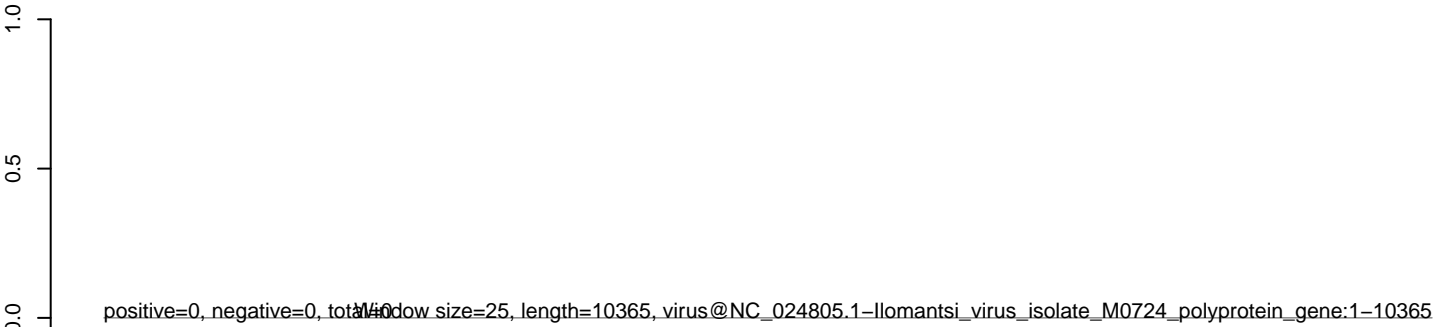 1.0
0.5
0.0
positive=0, negative=0, total=0
Window size=25, length=10365, virus@NC_024805.1−Ilomantsi_virus_isolate_M0724_polyprotein_gene:1−10365